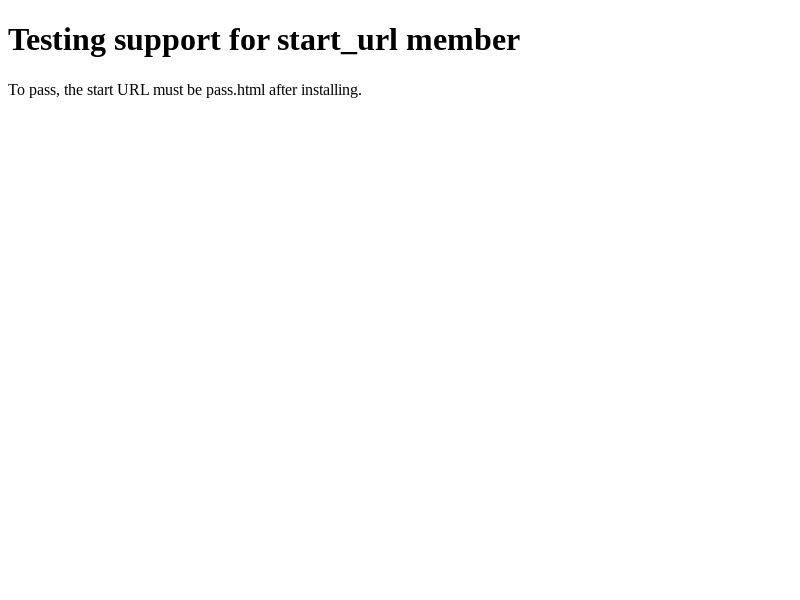 Testing support for start_url member
To pass, the start URL must be pass.html after installing.